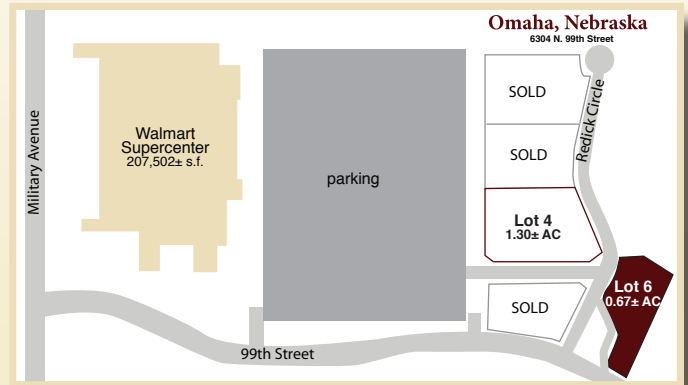 Omaha, Nebraska
6304 N. 99th Street
Military Avenue
Walmart
Supercenter
207,502± s.f.
parking
SOLD
SOLD
Redick Circle
Lot 4
1.30± AC
Lot 6
0.67± AC
SOLD
99th Street